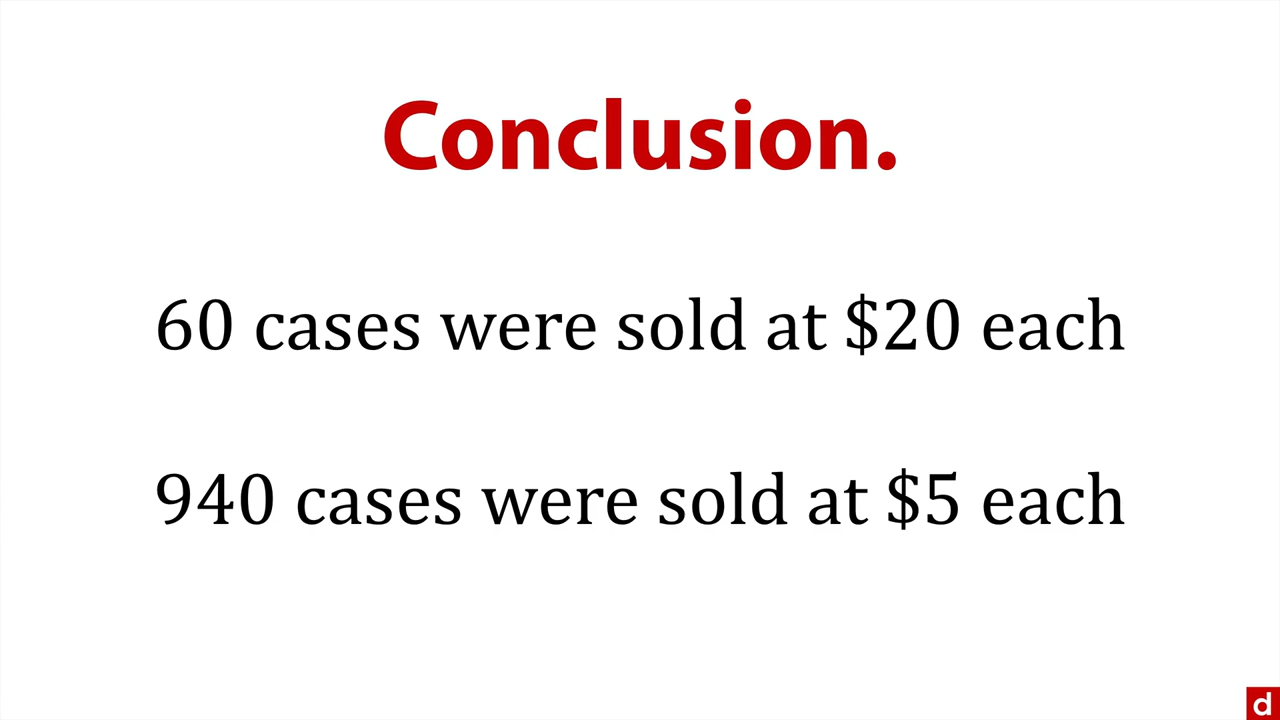 Conclusion.
60 cases were sold at $20 each
940 cases were sold at $5 each
d